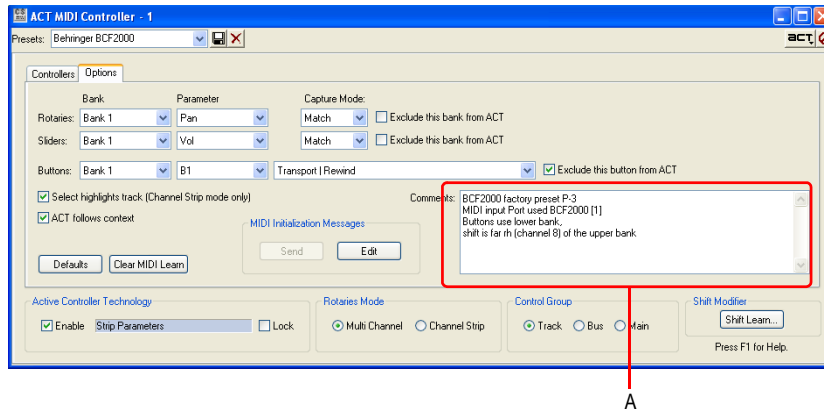 ACT MIDI Controller - 1
Presets: Behringer BCF2000
ACT
Controllers Options
Bank Parameter Capture Mode:
Rotaries: Bank 1 Pan Match Exclude this bank from ACT
Sliders: Bank 1 Vol Match Exclude this bank from ACT
Buttons: Bank 1 B1 Transport | Rewind Exclude this button from ACT
Select highlights track (Channel Strip mode only)
ACT follows context
Comments: BCF2000 factory preset P-3
MIDI input Port used BCF2000 [1]
Buttons use lower bank,
shift is far rh (channel 8) of the upper bank
MIDI Initialization Messages
Send Edit
Defaults Clear MIDI Learn
Active Controller Technology Rotaries Mode Control Group Shift Modifier
Enable Strip Parameters Lock Multi Channel Channel Strip Track Bus Main Shift Learn...
Press F1 for Help.
A